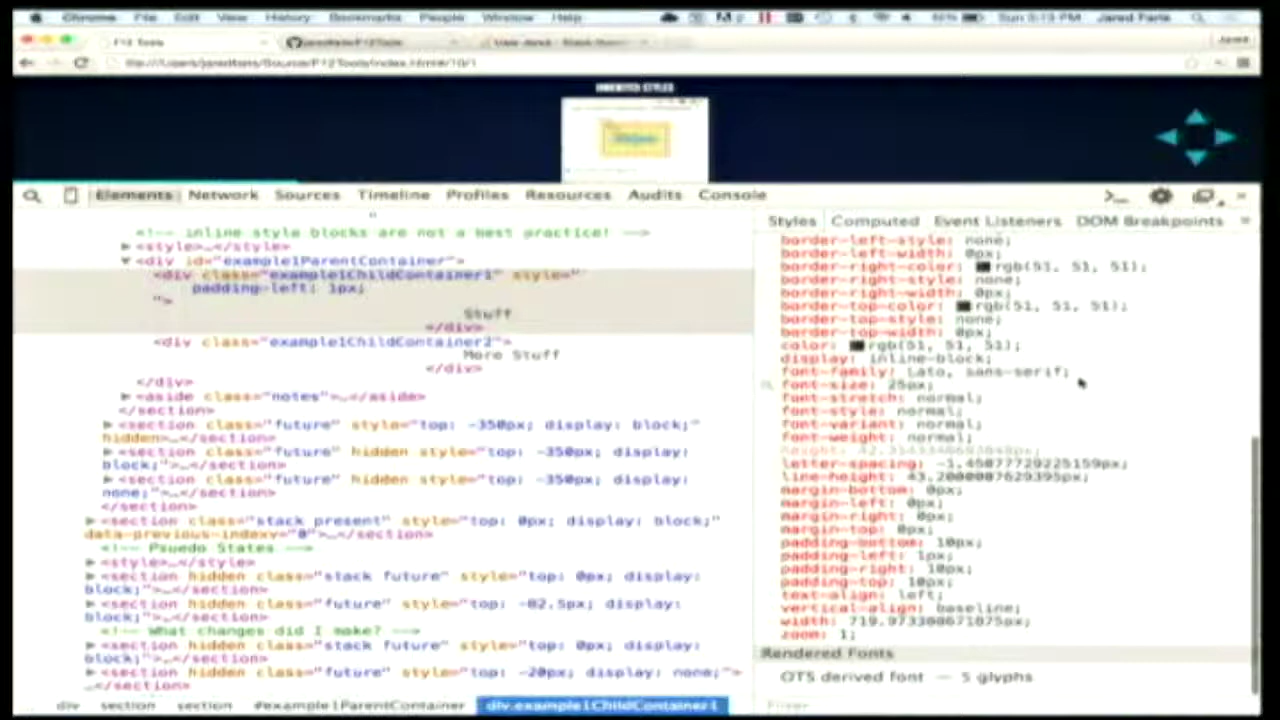 Chrome File Edit View History Bookmarks People Window Help Sun 5:13 PM Jared Faris
F12 Tools
INHERITED STYLES
Elements Network Sources Timeline Profiles Resources Audits Console
Styles Computed Event Listeners DOM Breakpoints
<!-- inline style blocks are not a best practice! -->
<style>…</style>
<div id="example1ParentContainer">
<div class="example1ChildContainer1" style="
padding-left: 1px;
">
Stuff
</div>
<div class="example1ChildContainer2">
More Stuff
</div>
</div>
<aside class="notes">…</aside>
</section>
<section class="future" style="top: -350px; display: block;"
hidden>…</section>
<section class="future" hidden style="top: -350px; display:
block;">…</section>
<section class="future" hidden style="top: -350px; display:
none;">…</section>
</section>
<section class="stack present" style="top: 0px; display: block;"
data-previous-indexv="0">…</section>
<!-- Psuedo States -->
<style>…</style>
<section hidden class="stack future" style="top: 0px; display:
block;">…</section>
<section hidden class="future" style="top: -82.5px; display:
block;">…</section>
<!-- What changes did I make? -->
<section hidden class="stack future" style="top: 0px; display:
block;">…</section>
<section hidden class="future" style="top: -20px; display: none;">
…</section>
div section section #example1ParentContainer div.example1ChildContainer1
border-left-style: none;
border-left-width: 0px;
border-right-color: rgb(51, 51, 51);
border-right-style: none;
border-right-width: 0px;
border-top-color: rgb(51, 51, 51);
border-top-style: none;
border-top-width: 0px;
color: rgb(51, 51, 51);
display: inline-block;
font-family: Lato, sans-serif;
font-size: 25px;
font-stretch: normal;
font-style: normal;
font-variant: normal;
font-weight: normal;
letter-spacing:
line-height:
margin-bottom: 0px;
margin-left: 0px;
margin-right: 0px;
margin-top: 0px;
padding-bottom: 10px;
padding-left: 1px;
padding-right: 10px;
padding-top: 10px;
text-align: left;
vertical-align: baseline;
width:
zoom: 1;
Rendered Fonts
OTS derived font — 5 glyphs
Filter